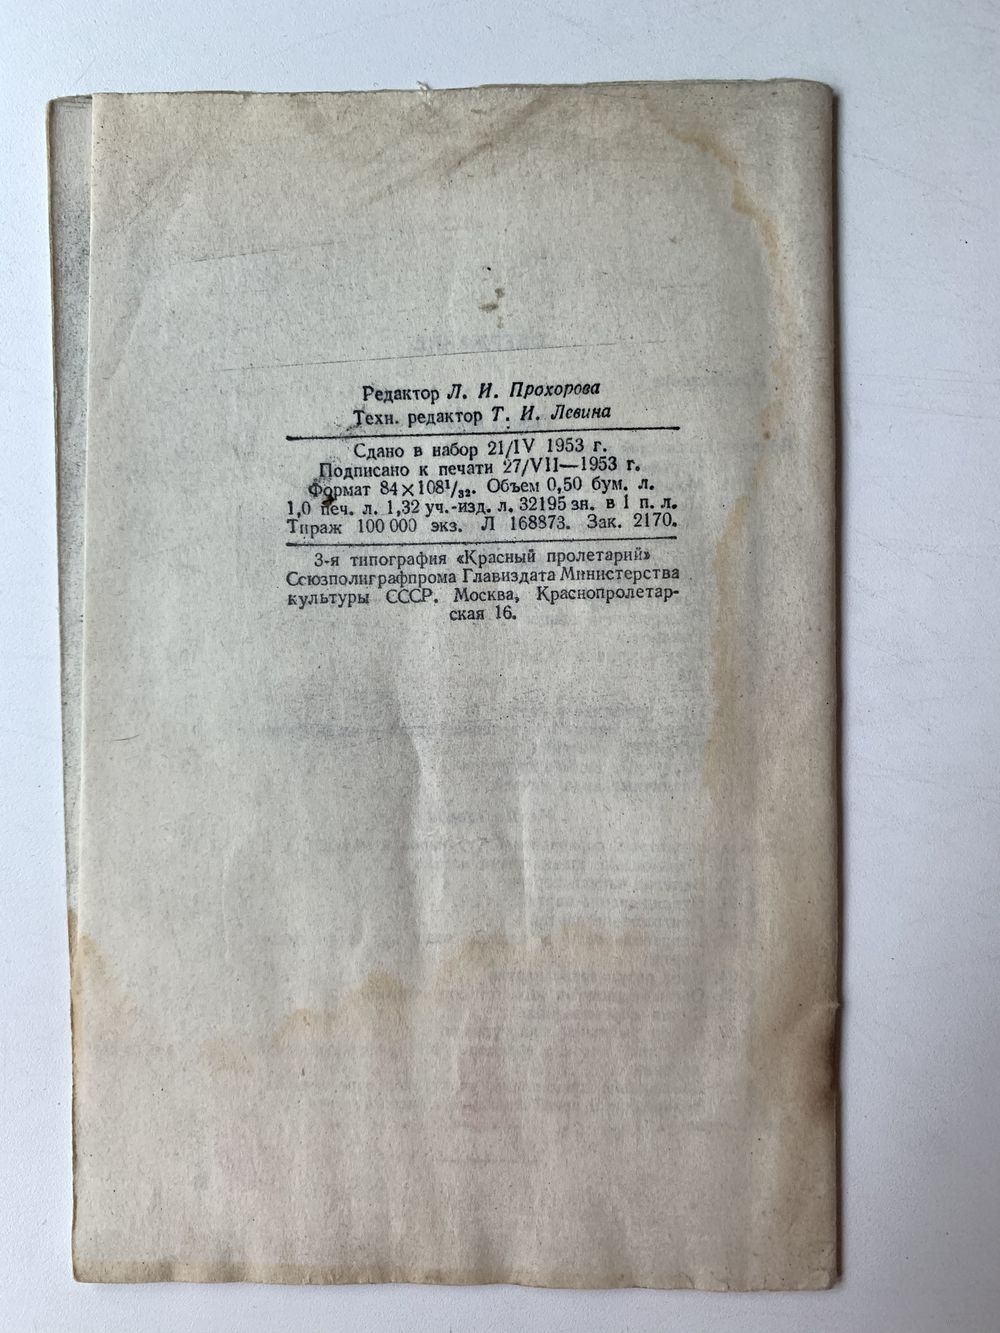 Редактор Л. И. Прохорова
Техн. редактор Т. И. Левина
Сдано в набор 21/IV 1953 г.
Подписано к печати 27/VII—1953 г.
Формат 84×108¹/₃₂. Объем 0,50 бум. л.
1,0 печ. л. 1,32 уч.-изд. л. 32195 зн. в 1 п. л.
Тираж 100 000 экз. Л 168873. Зак. 2170.
3-я типография «Красный пролетарий»
Союзполиграфпрома Главиздата Министерства
культуры СССР. Москва, Краснопролетар-
ская 16.